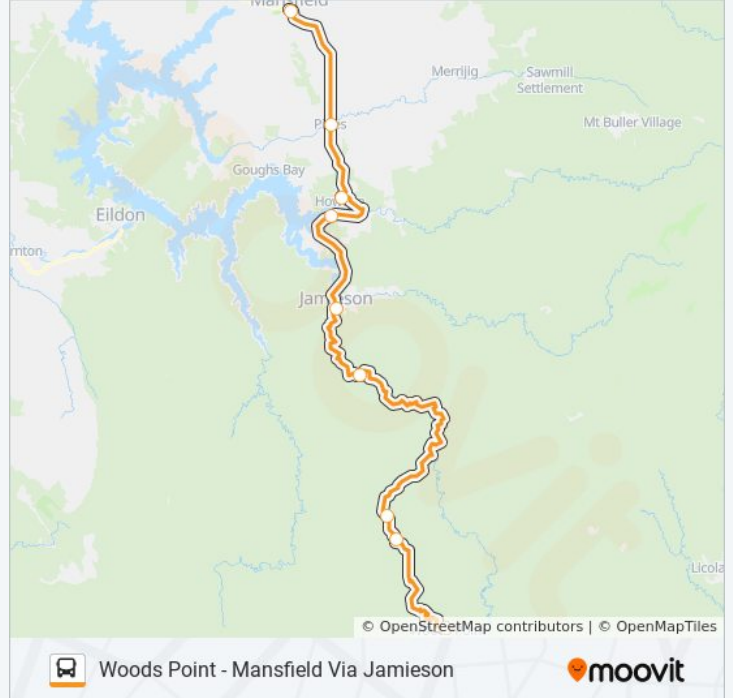 Mansfield
Merrijig
Sawmill
Settlement
Mt Buller Village
Goughs Bay
Eildon
Jamieson
Licola
© OpenStreetMap contributors | © OpenMapTiles
Woods Point - Mansfield Via Jamieson
moovit